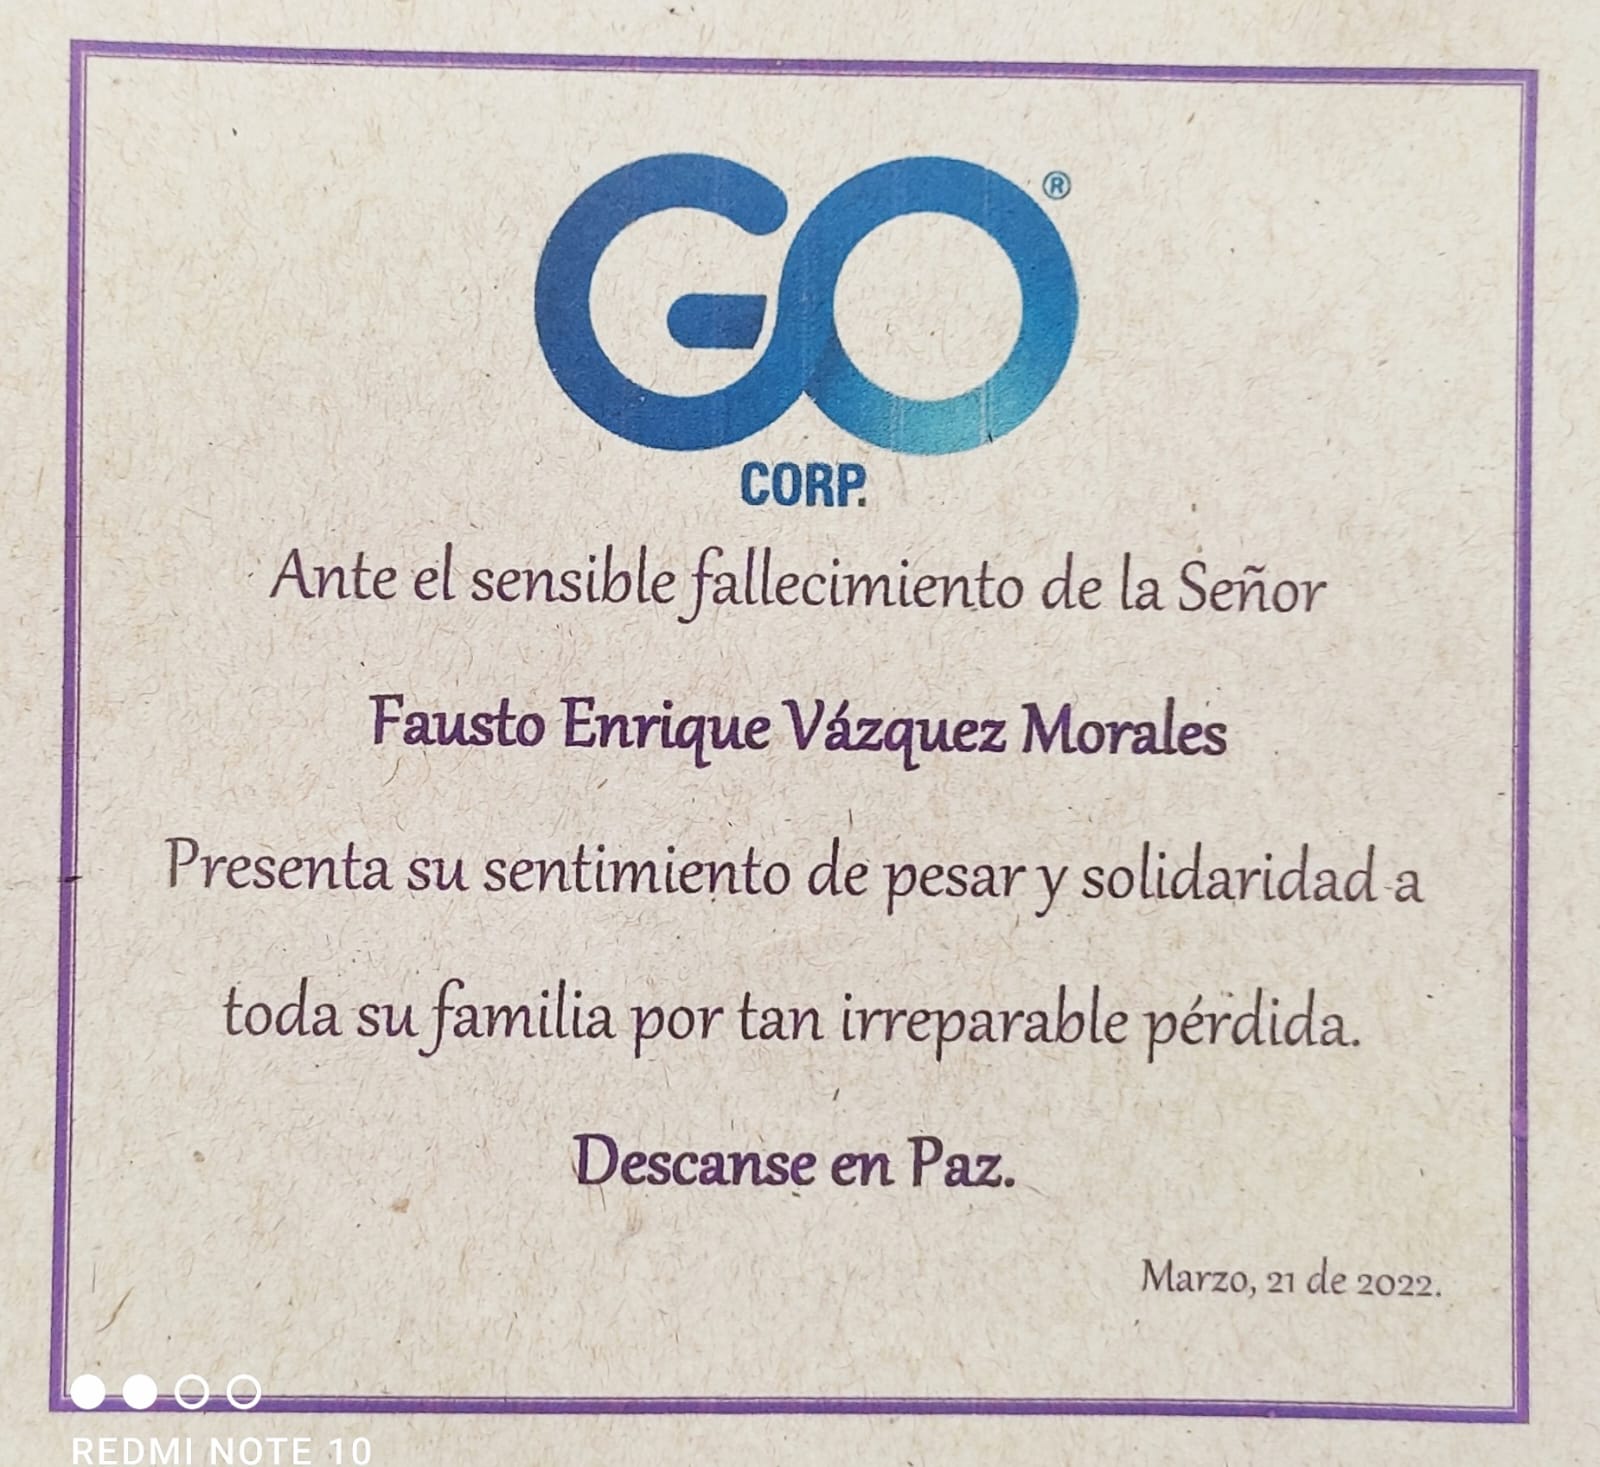 GO®
CORP.
Ante el sensible fallecimiento de la Señor
Fausto Enrique Vázquez Morales
Presenta su sentimiento de pesar y solidaridad a
toda su familia por tan irreparable pérdida.
Descanse en Paz.
Marzo, 21 de 2022.
REDMI NOTE 10